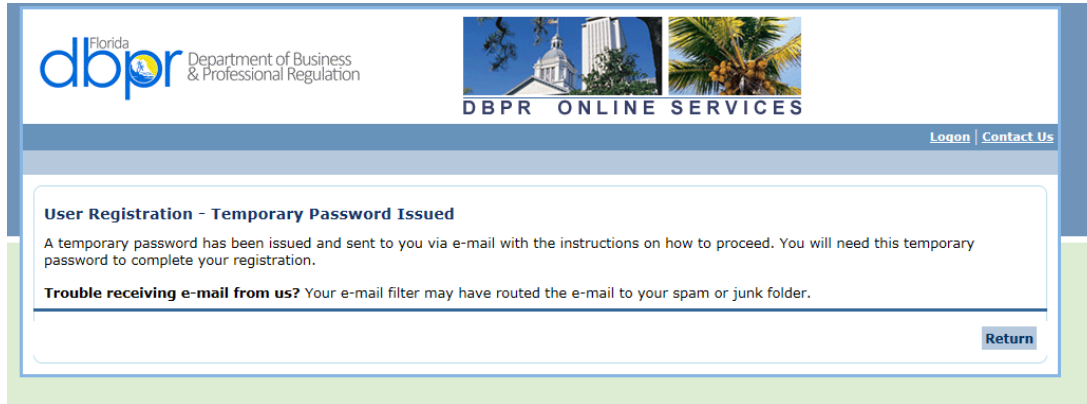 Florida
dbpr
Department of Business
& Professional Regulation
DBPR ONLINE SERVICES
Logon | Contact Us
User Registration - Temporary Password Issued
A temporary password has been issued and sent to you via e-mail with the instructions on how to proceed. You will need this temporary
password to complete your registration.
Trouble receiving e-mail from us? Your e-mail filter may have routed the e-mail to your spam or junk folder.
Return